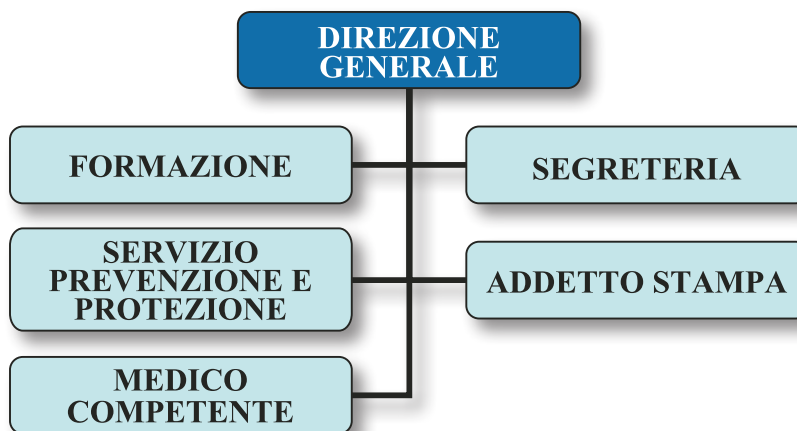 DIREZIONE
GENERALE
FORMAZIONE
SEGRETERIA
SERVIZIO
PREVENZIONE E
PROTEZIONE
ADDETTO STAMPA
MEDICO
COMPETENTE